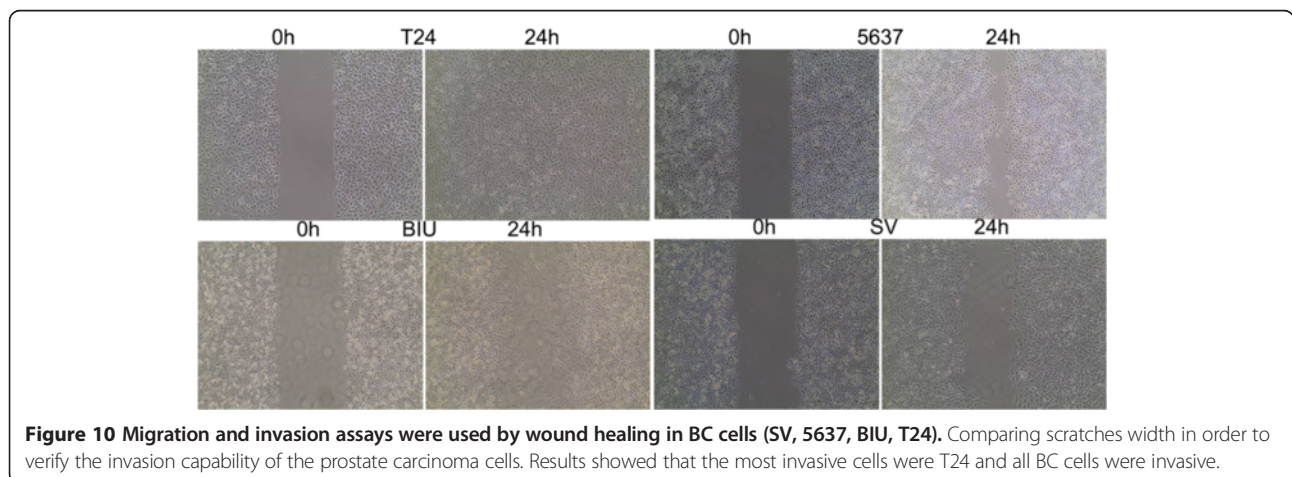 0h T24 24h 0h 5637 24h
0h BIU 24h 0h SV 24h
Figure 10 Migration and invasion assays were used by wound healing in BC cells (SV, 5637, BIU, T24). Comparing scratches width in order to
verify the invasion capability of the prostate carcinoma cells. Results showed that the most invasive cells were T24 and all BC cells were invasive.